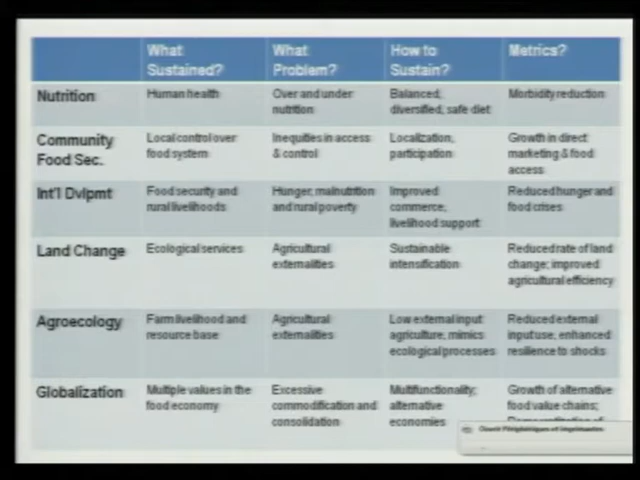 What Sustained?
What Problem?
How to Sustain?
Metrics?
Nutrition
Human health
Over and under nutrition
Balanced, diversified, safe diet
Morbidity reduction
Community Food Sec.
Local control over food system
Inequities in access & control
Localization, participation
Growth in direct marketing & food access
Int'l Dvlpmt
Food security and rural livelihoods
Hunger, malnutrition and rural poverty
Improved commerce, livelihood support
Reduced hunger and food crises
Land Change
Ecological services
Agricultural externalities
Sustainable intensification
Reduced rate of land change; improved agricultural efficiency
Agroecology
Farm livelihood and resource base
Agricultural externalities
Low external input agriculture, mimics ecological processes
Reduced external input use; enhanced resilience to shocks
Globalization
Multiple values in the food economy
Excessive commodification and consolidation
Multifunctionality; alternative economies
Growth of alternative food value chains;